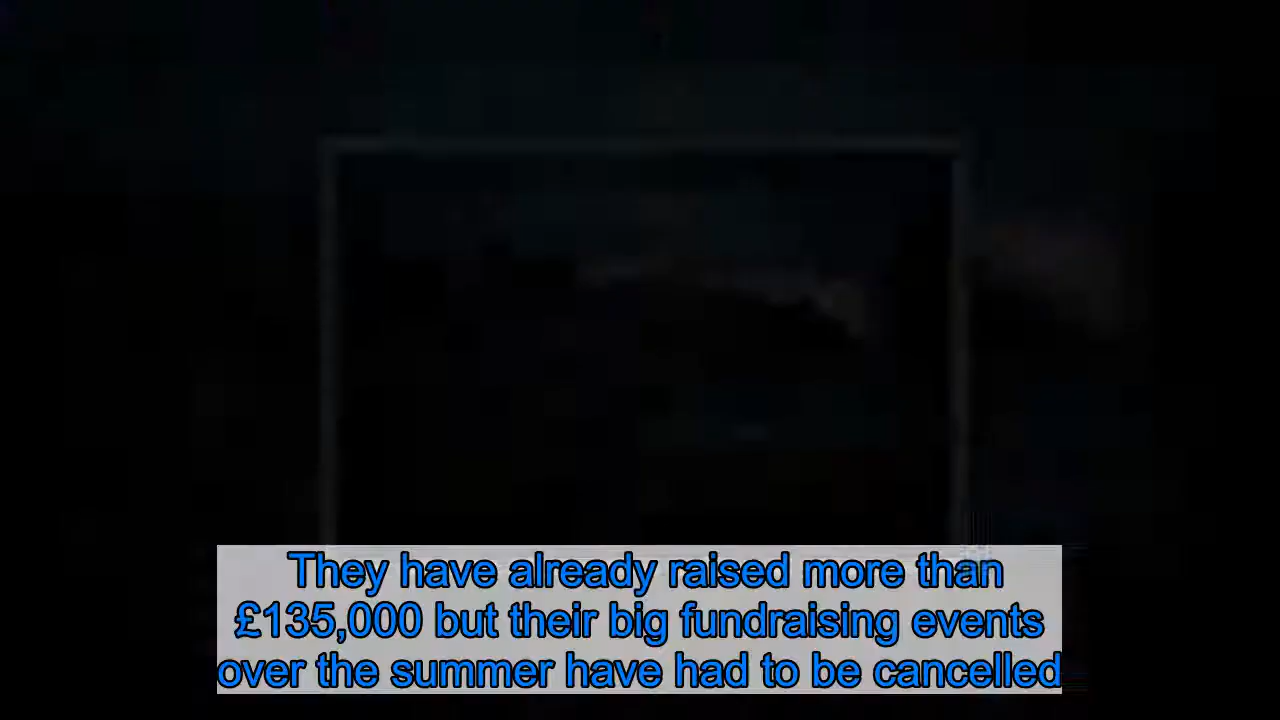 They have already raised more than
£135,000 but their big fundraising events
over the summer have had to be cancelled